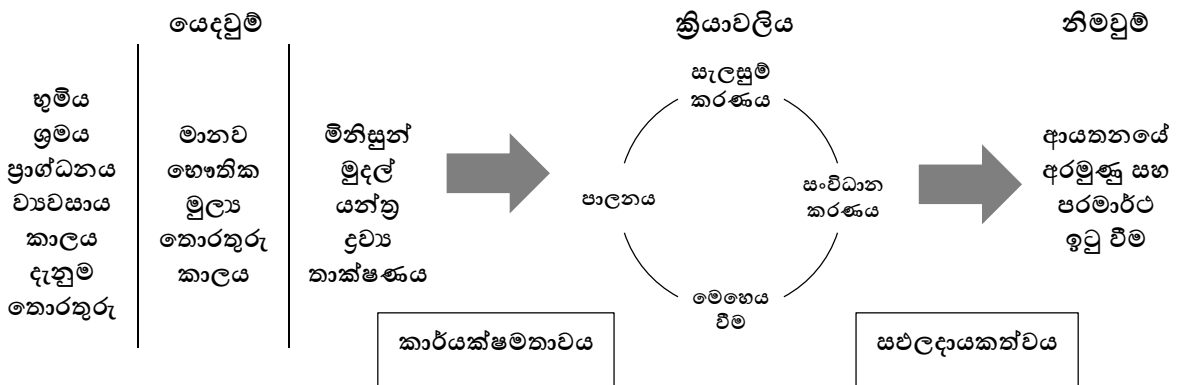 යෙදවුම්
ක්‍රියාවලිය
නිමවුම්
භූමිය
ශ්‍රමය
ප්‍රාග්ධනය
ව්‍යවසාය
කාලය
දැනුම
තොරතුරු
මානව
භෞතික
මුල්‍ය
තොරතුරු
කාලය
මිනිසුන්
මුදල්
යන්ත්‍ර
ද්‍රව්‍ය
තාක්ෂණය
සැලසුම්
කරණය
පාලනය
සංවිධාන
කරණය
මෙහෙය
වීම
ආයතනයේ
අරමුණු සහ
පරමාර්ථ
ඉටු වීම
කාර්යක්ෂමතාවය
සඵලදායකත්වය